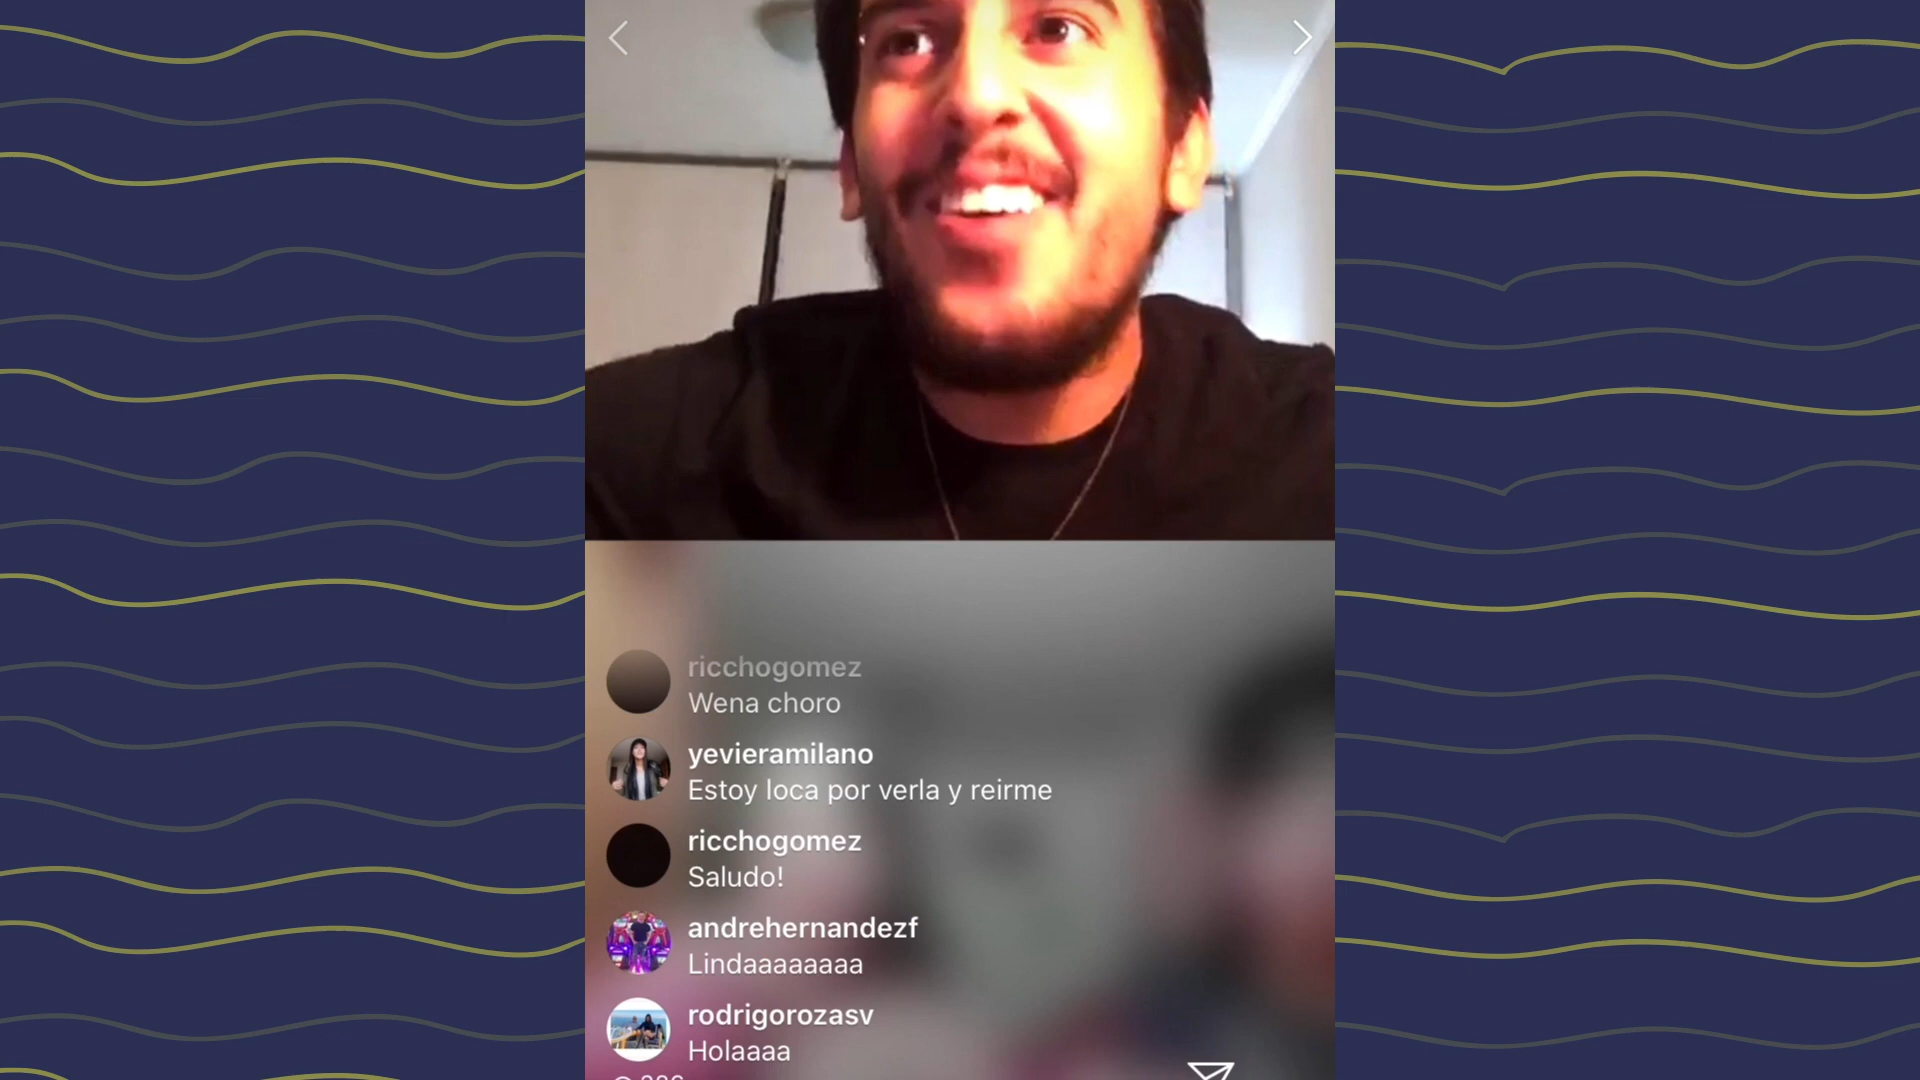 ricchogomez
Wena choro
yevieramilano
Estoy loca por verla y reirme
ricchogomez
Saludo!
andrehernandezf
Lindaaaaaaaa
rodrigorozasv
Holaaaa